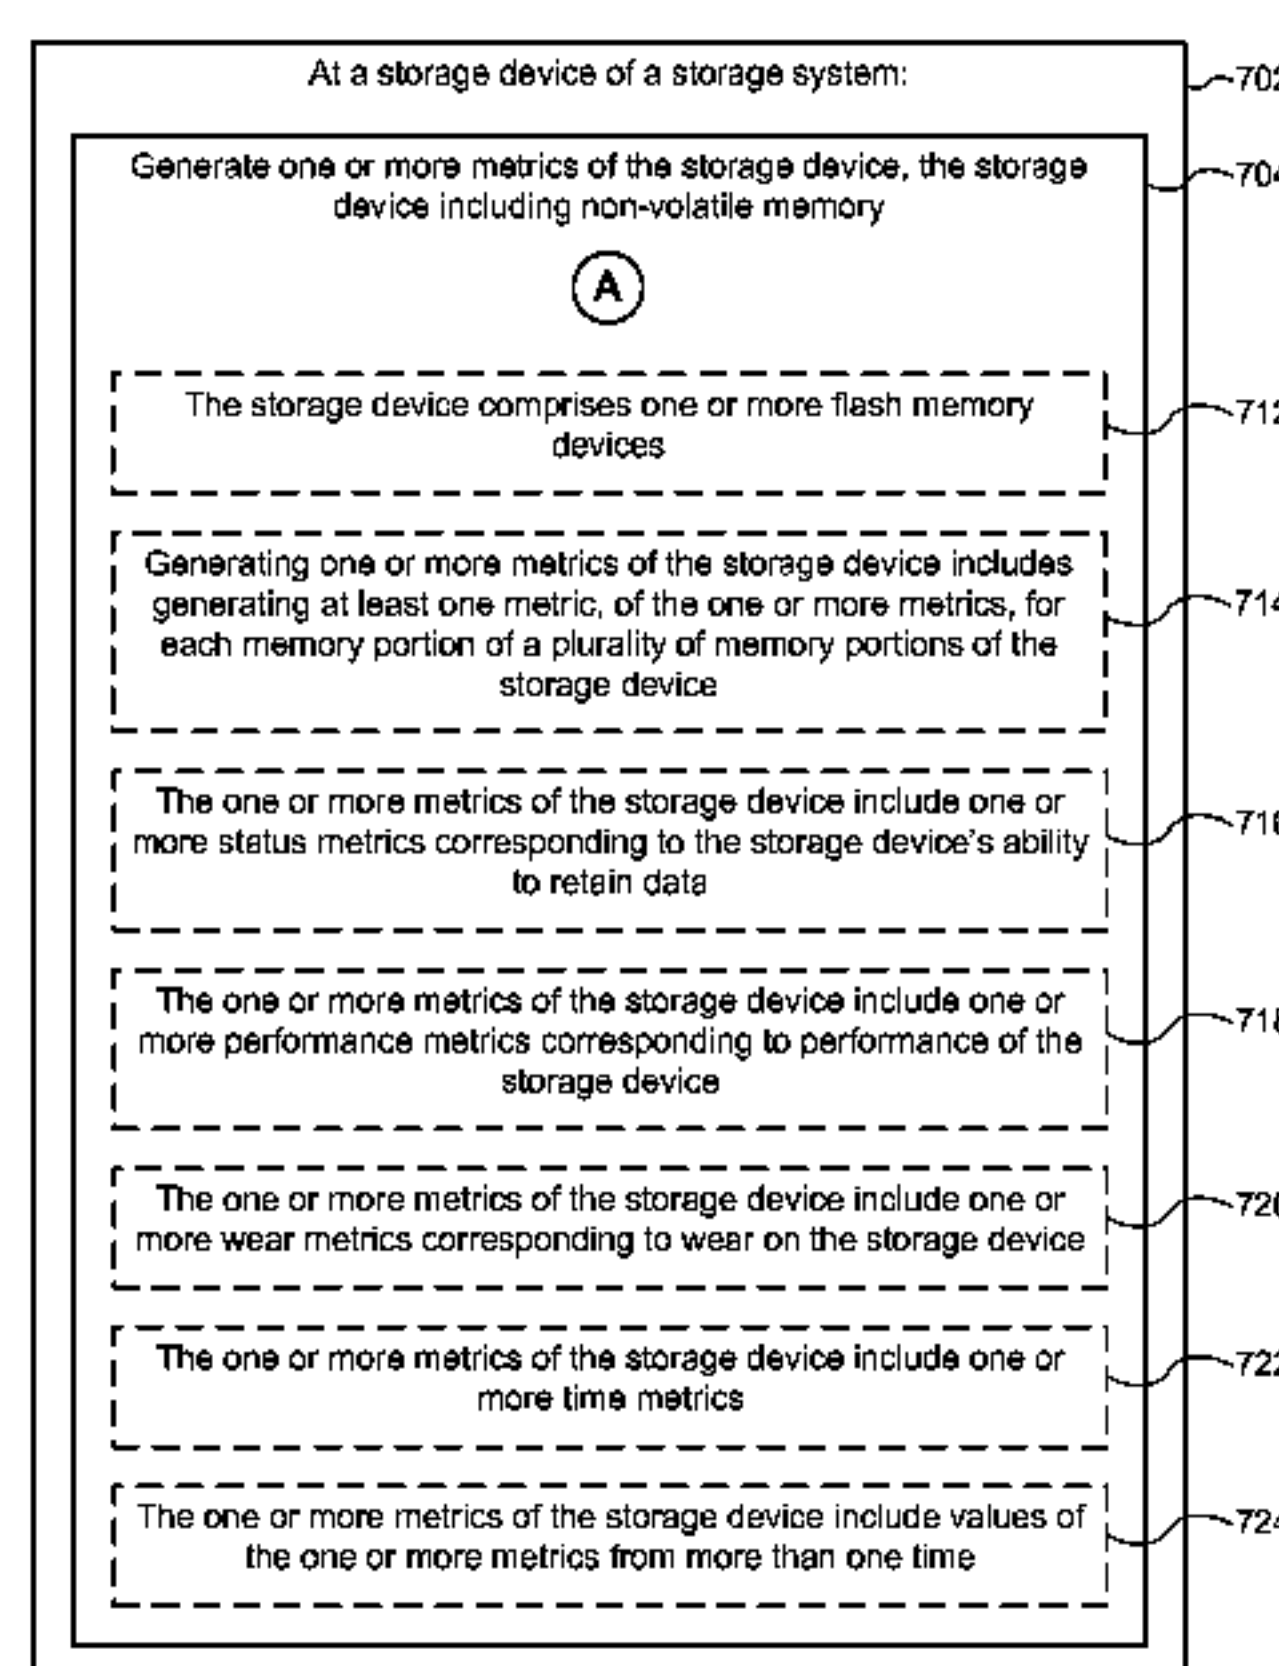 At a storage device of a storage system:
702
Generate one or more metrics of the storage device, the storage
device including non-volatile memory
704
A
The storage device comprises one or more flash memory
devices
712
Generating one or more metrics of the storage device includes
generating at least one metric, of the one or more metrics, for
each memory portion of a plurality of memory portions of the
storage device
714
The one or more metrics of the storage device include one or
more status metrics corresponding to the storage device's ability
to retain data
716
The one or more metrics of the storage device include one or
more performance metrics corresponding to performance of the
storage device
718
The one or more metrics of the storage device include one or
more wear metrics corresponding to wear on the storage device
720
The one or more metrics of the storage device include one or
more time metrics
722
The one or more metrics of the storage device include values of
the one or more metrics from more than one time
724